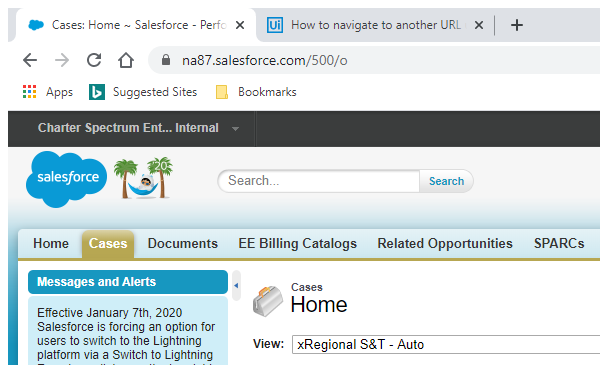 Cases: Home ~ Salesforce - Perfo
Ui How to navigate to another URL
na87.salesforce.com/500/o
Apps Suggested Sites Bookmarks
Charter Spectrum Ent... Internal
salesforce
20
Search... Search
Home Cases Documents EE Billing Catalogs Related Opportunities SPARCs
Messages and Alerts
Effective January 7th, 2020
Salesforce is forcing an option for
users to switch to the Lightning
platform via a Switch to Lightning
Cases
Home
View: xRegional S&T - Auto